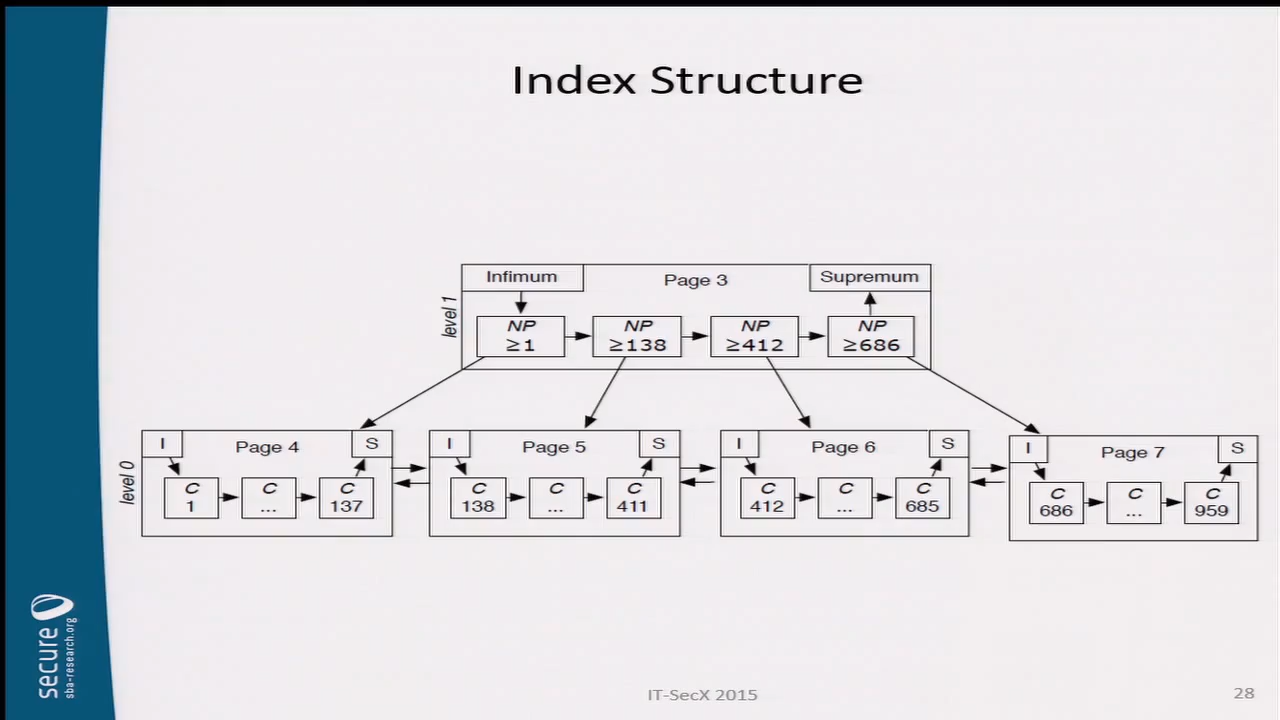 Index Structure
Infimum
Page 3
Supremum
level 1
NP
≥1
NP
≥138
NP
≥412
NP
≥686
I
Page 4
S
I
Page 5
S
I
Page 6
S
I
Page 7
S
level 0
C
1
C
...
C
137
C
138
C
...
C
411
C
412
C
...
C
685
C
686
C
...
C
959
secure
sba-research.org
IT-SecX 2015
28